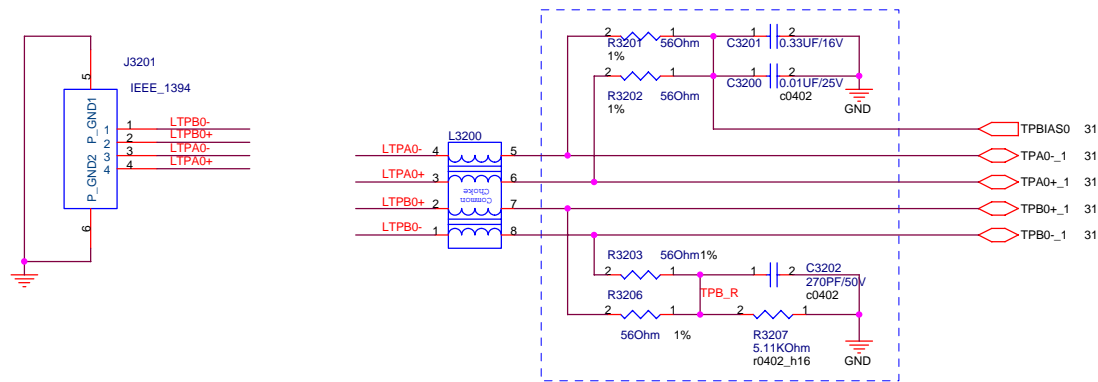 J3201
IEEE_1394
5
P_GND1
P_GND2
6
1 1 LTPB0-
2 2 LTPB0+
3 3 LTPA0-
4 4 LTPA0+
L3200
LTPA0- 4 5
LTPA0+ 3 6
LTPB0+ 2 7
LTPB0- 1 8
Common
Choke
2 1
R3201 56Ohm
1%
2 1
R3202 56Ohm
1%
1 2
C3201 0.33UF/16V
1 2
C3200 0.01UF/25V
c0402
GND
TPBIAS0 31
TPA0-_1 31
TPA0+_1 31
TPB0+_1 31
TPB0-_1 31
R3203 56Ohm1%
2 1
R3206
2 1
56Ohm 1%
TPB_R
C3202
1 2
270PF/50V
c0402
2 1
R3207
5.11KOhm
r0402_h16
GND